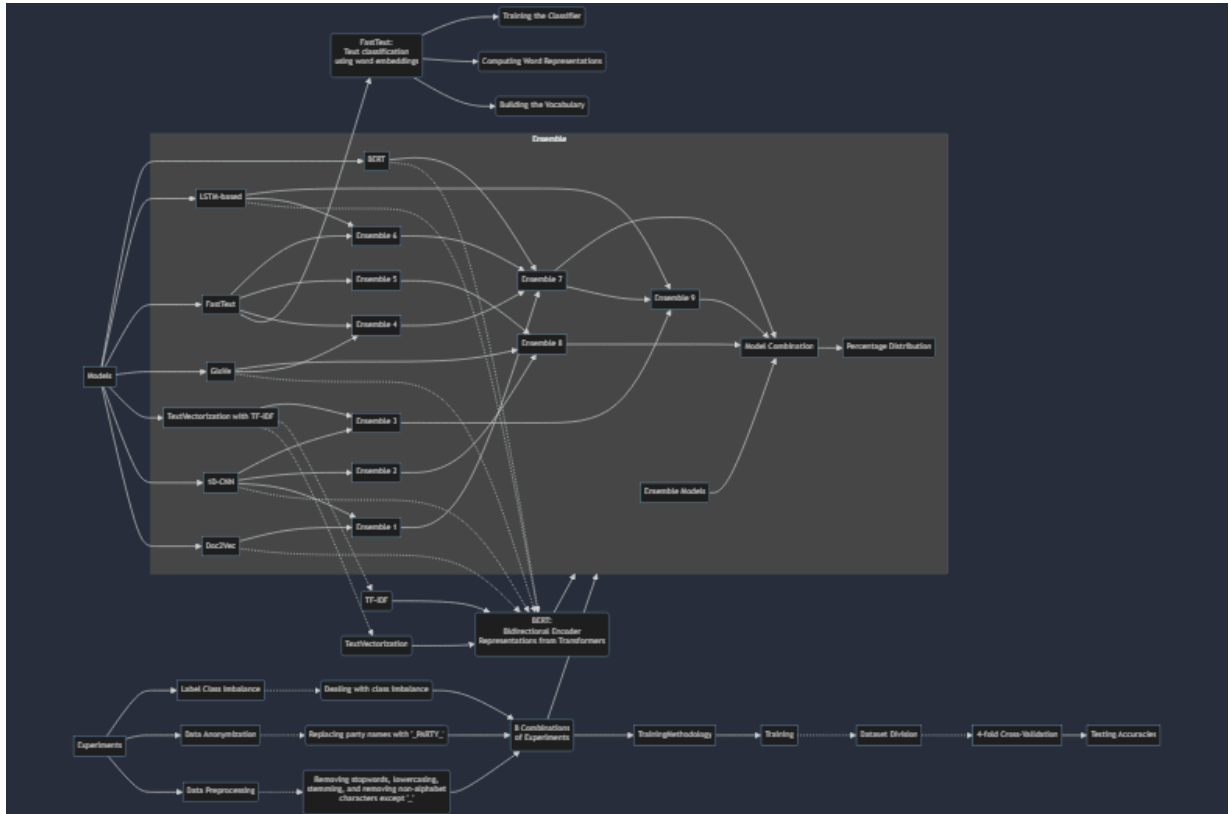 Training the Classifier
FastText:
Text classification
using word embeddings
Computing Word Representations
Building the Vocabulary
Ensemble
BERT
LSTM-based
Ensemble 6
Ensemble 5
Ensemble 7
Ensemble 9
FastText
Ensemble 4
Ensemble 8
Model Combination
Percentage Distribution
GloVe
Models
TextVectorization with TF-IDF
Ensemble 3
1D-CNN
Ensemble 2
Ensemble Models
Ensemble 1
Doc2Vec
TF-IDF
BERT:
Bidirectional Encoder
Representations from Transformers
TextVectorization
Label Class Imbalance
Dealing with class imbalance
Experiments
Data Anonymization
Replacing party names with '_PARTY_'
8 Combinations
of Experiments
TrainingMethodology
Training
Dataset Division
4-fold Cross-Validation
Testing Accuracies
Data Preprocessing
Removing stopwords, lowercasing,
stemming, and removing non-alphabet
characters except '_'